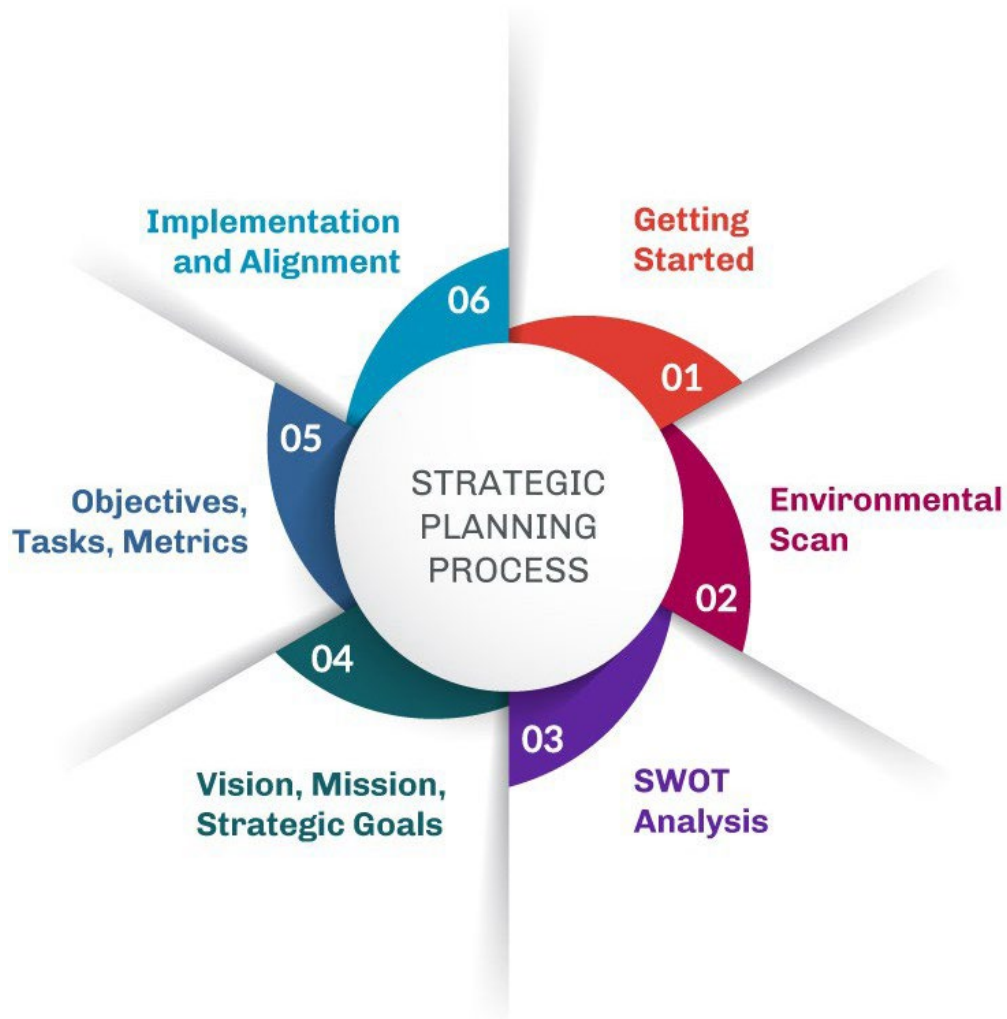 STRATEGIC
PLANNING
PROCESS
Getting
Started
01
Environmental
Scan
02
SWOT
Analysis
03
Vision, Mission,
Strategic Goals
04
Objectives,
Tasks, Metrics
05
Implementation
and Alignment
06